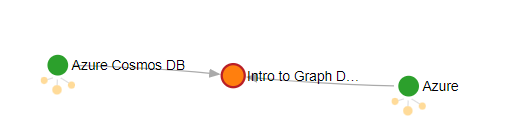 Azure Cosmos DB
Intro to Graph D…
Azure